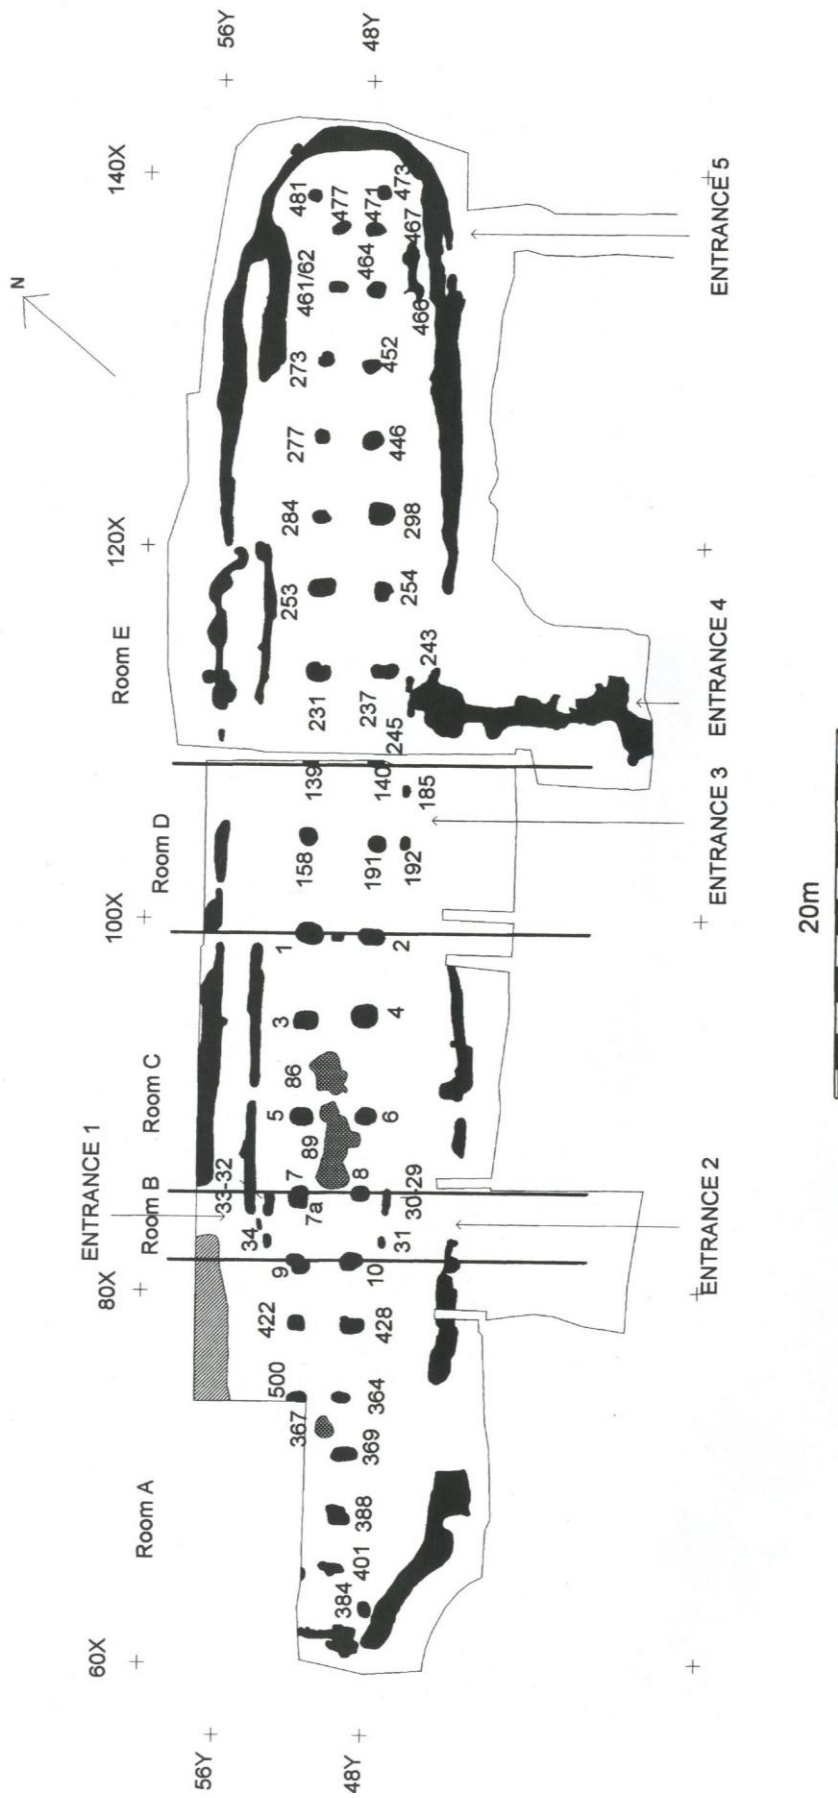 56Y
48Y
N
140X
481
477
471
473
467
ENTRANCE 5
461/62
464
466
273
452
277
446
120X
284
298
253
254
Room E
243
231
237
245
ENTRANCE 4
139
140
185
Room D
158
191
192
ENTRANCE 3
100X
1
2
20m
3
4
86
Room C
5
6
89
ENTRANCE 1
33-32
7
8
Room B
7a
30-29
34
31
ENTRANCE 2
9
10
80X
422
428
500
364
367
369
Room A
388
401
384
60X
56Y
48Y